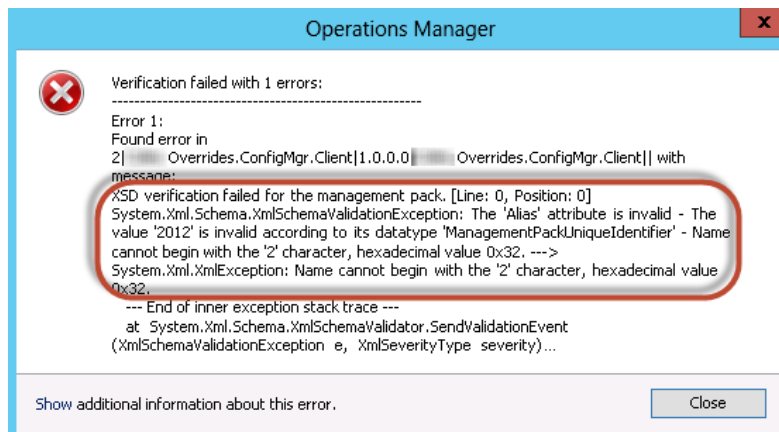 Operations Manager
x
Verification failed with 1 errors:
-------------------------------------------------------
Error 1:
Found error in
2| Overrides.ConfigMgr.Client|1.0.0.0 Overrides.ConfigMgr.Client|| with
message:
XSD verification failed for the management pack. [Line: 0, Position: 0]
System.Xml.Schema.XmlSchemaValidationException: The 'Alias' attribute is invalid - The
value '2012' is invalid according to its datatype 'ManagementPackUniqueIdentifier' - Name
cannot begin with the '2' character, hexadecimal value 0x32. --->
System.Xml.XmlException: Name cannot begin with the '2' character, hexadecimal value
0x32.
--- End of inner exception stack trace ---
at System.Xml.Schema.XmlSchemaValidator.SendValidationEvent
(XmlSchemaValidationException e, XmlSeverityType severity)...
Show additional information about this error.
Close